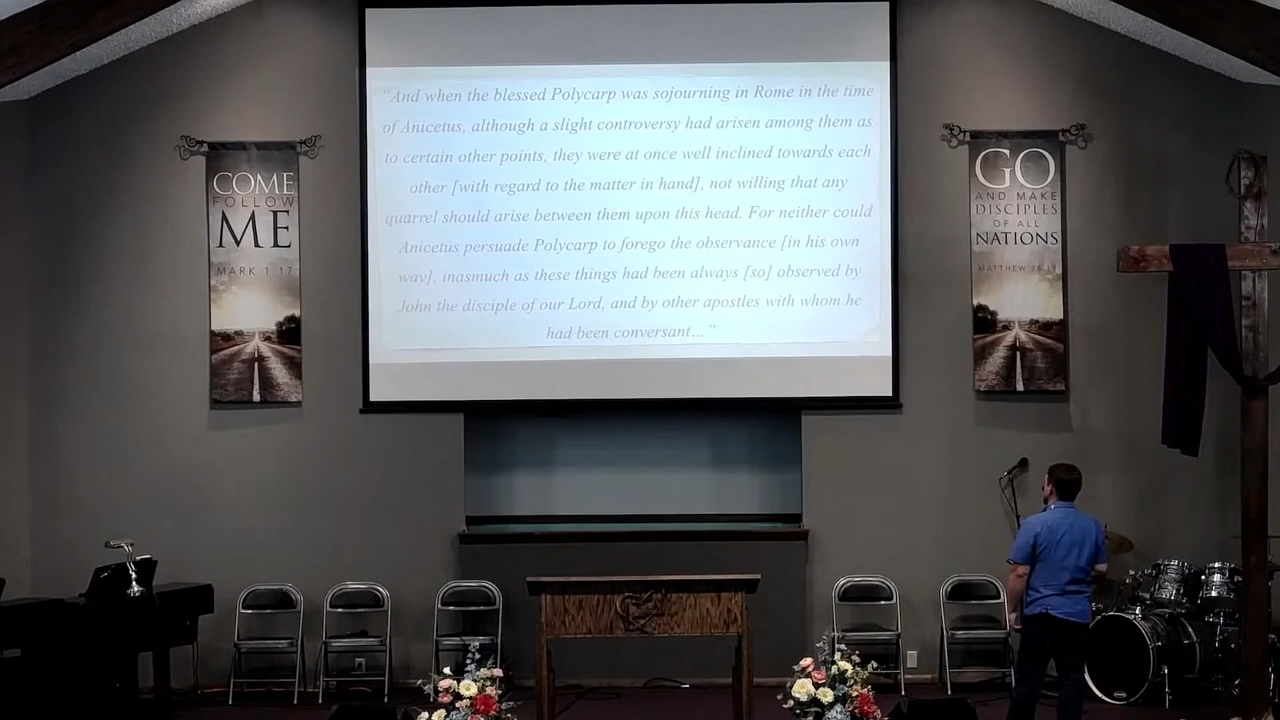 "And when the blessed Polycarp was sojourning in Rome in the time
of Anicetus, although a slight controversy had arisen among them as
to certain other points, they were at once well inclined towards each
other [with regard to the matter in hand], not willing that any
quarrel should arise between them upon this head. For neither could
Anicetus persuade Polycarp to forego the observance [in his own
way], inasmuch as these things had been always [so] observed by
John the disciple of our Lord, and by other apostles with whom he
had been conversant…"
COME
FOLLOW
ME
MARK 1:17
GO
AND MAKE
DISCIPLES
OF ALL
NATIONS
MATTHEW